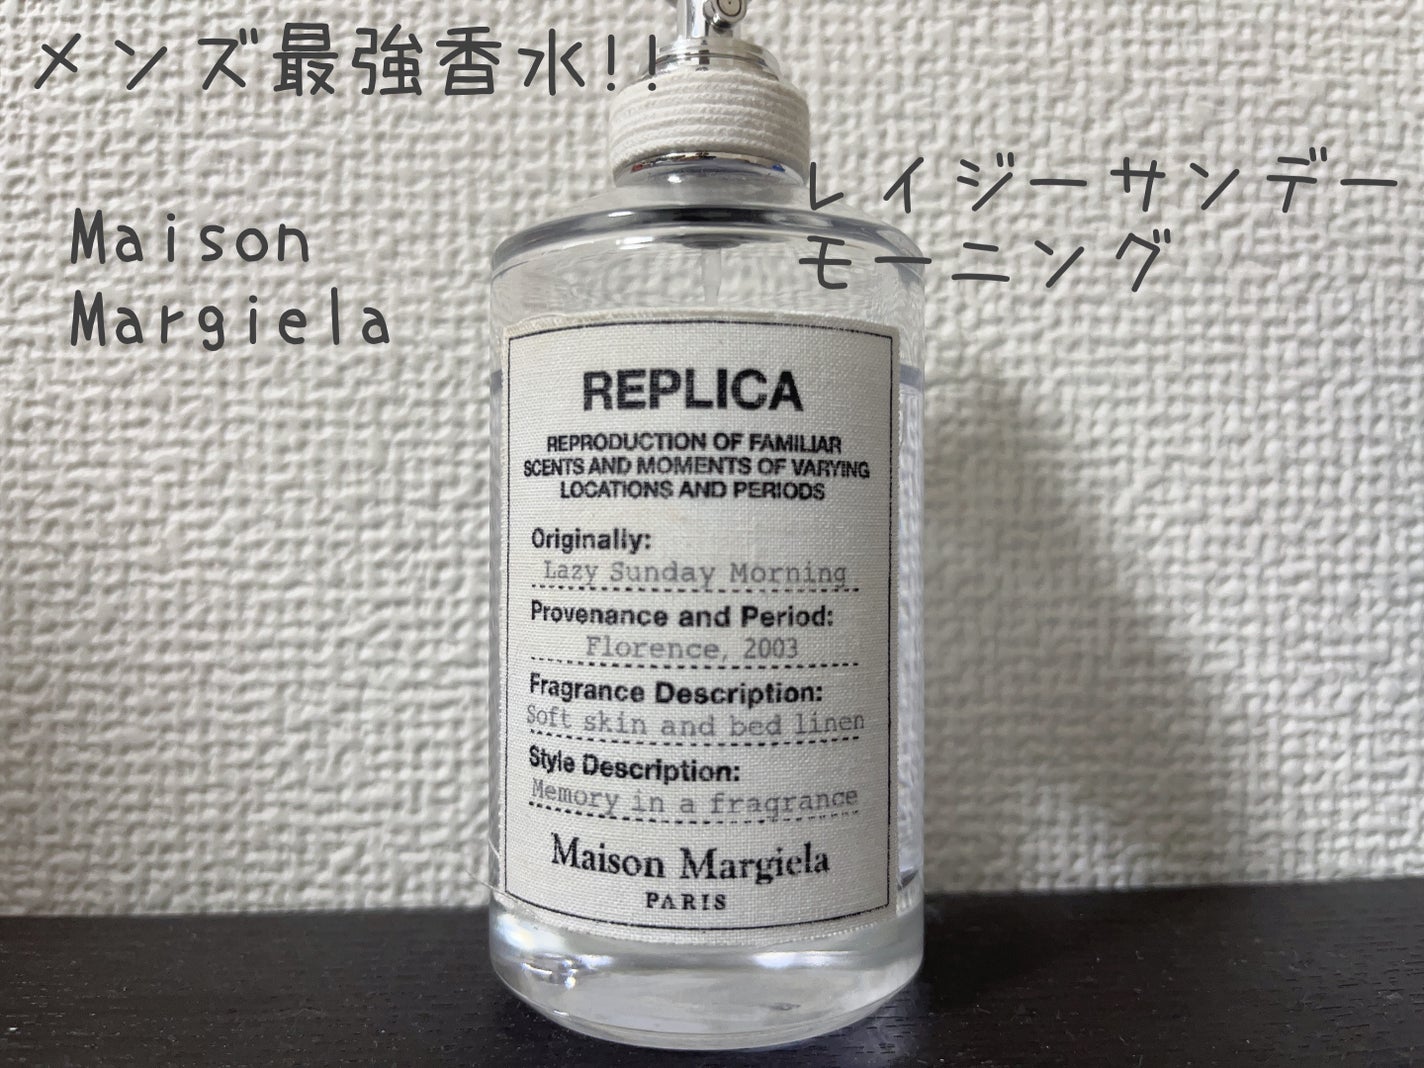 メンズ最強香水!!
レイジーサンデー
モーニング
Maison
Margiela
REPLICA
REPRODUCTION OF FAMILIAR
SCENTS AND MOMENTS OF VARYING
LOCATIONS AND PERIODS
Originally:
Lazy Sunday Morning
Provenance and Period:
Florence, 2003
Fragrance Description:
Soft skin and bed linen
Style Description:
Memory in a fragrance
Maison Margiela
PARIS